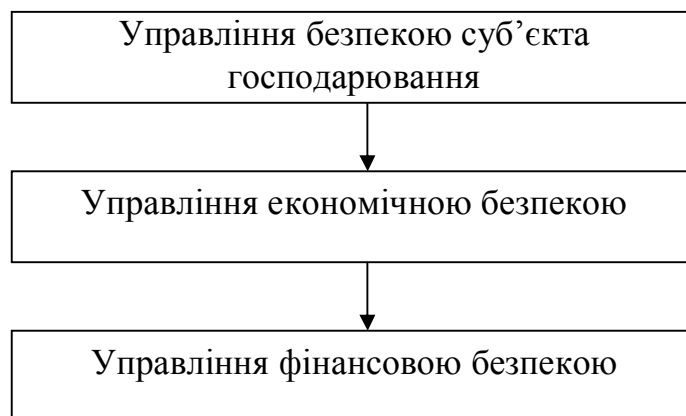 Управління безпекою суб’єкта
господарювання
Управління економічною безпекою
Управління фінансовою безпекою